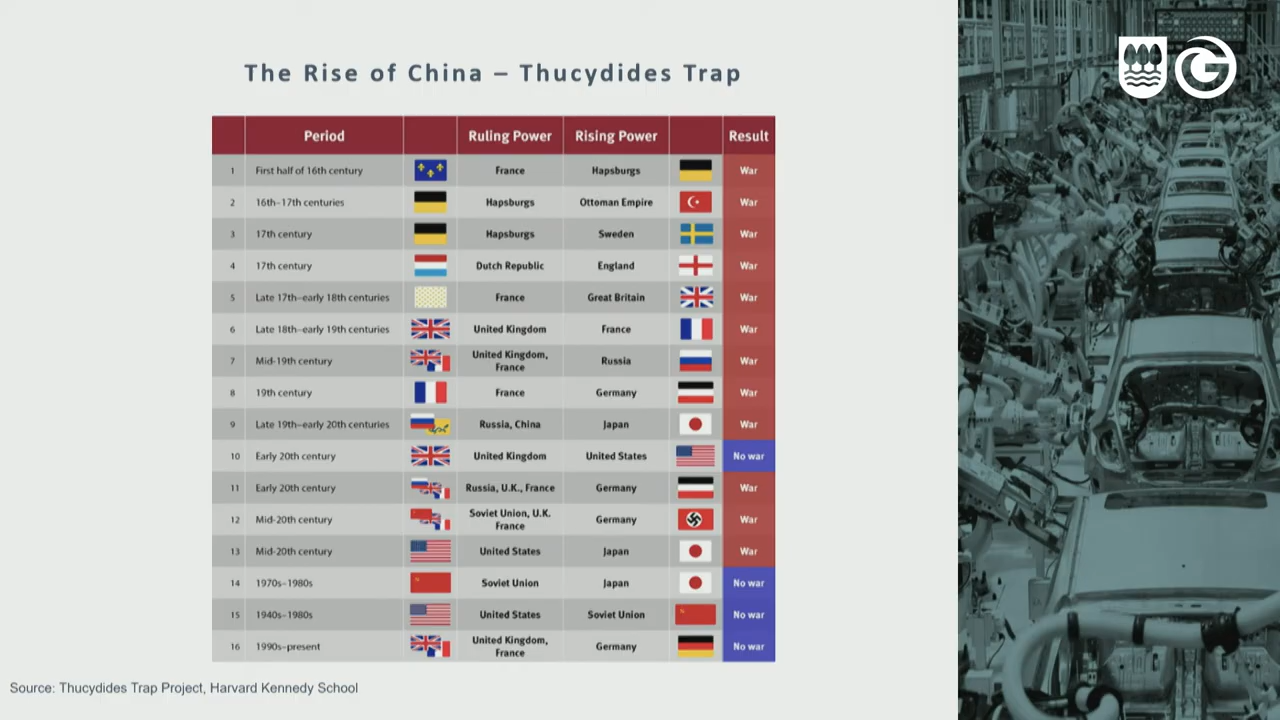 The Rise of China – Thucydides Trap
Period Ruling Power Rising Power Result
1 First half of 16th century France Hapsburgs War
2 16th–17th centuries Hapsburgs Ottoman Empire War
3 17th century Hapsburgs Sweden War
4 17th century Dutch Republic England War
5 Late 17th–early 18th centuries France Great Britain War
6 Late 18th–early 19th centuries United Kingdom France War
7 Mid-19th century United Kingdom, France Russia War
8 19th century France Germany War
9 Late 19th–early 20th centuries Russia, China Japan War
10 Early 20th century United Kingdom United States No war
11 Early 20th century Russia, U.K., France Germany War
12 Mid-20th century Soviet Union, U.K. France Germany War
13 Mid-20th century United States Japan War
14 1970s–1980s Soviet Union Japan No war
15 1940s–1980s United States Soviet Union No war
16 1990s–present United Kingdom, France Germany No war
Source: Thucydides Trap Project, Harvard Kennedy School